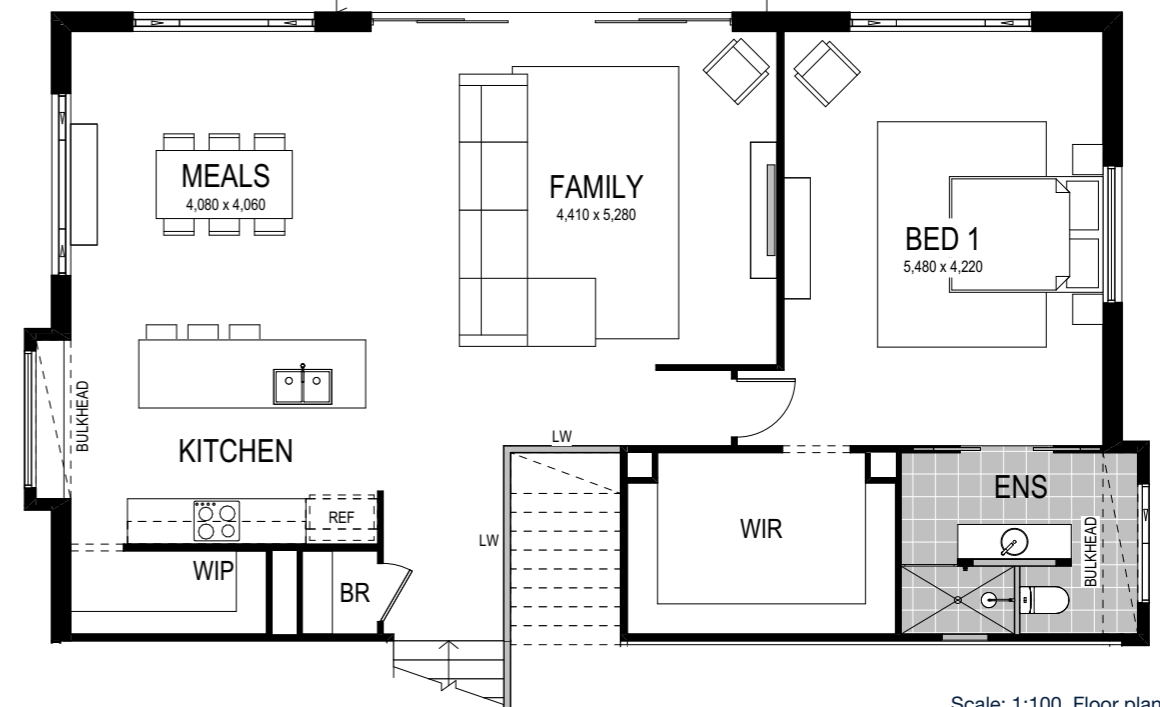 MEALS
4,080 x 4,060
FAMILY
4,410 x 5,280
BED 1
5,480 x 4,220
BULKHEAD
KITCHEN
LW
REF
LW
WIP
BR
WIR
ENS
BULKHEAD
Scale: 1:100. Floor plan